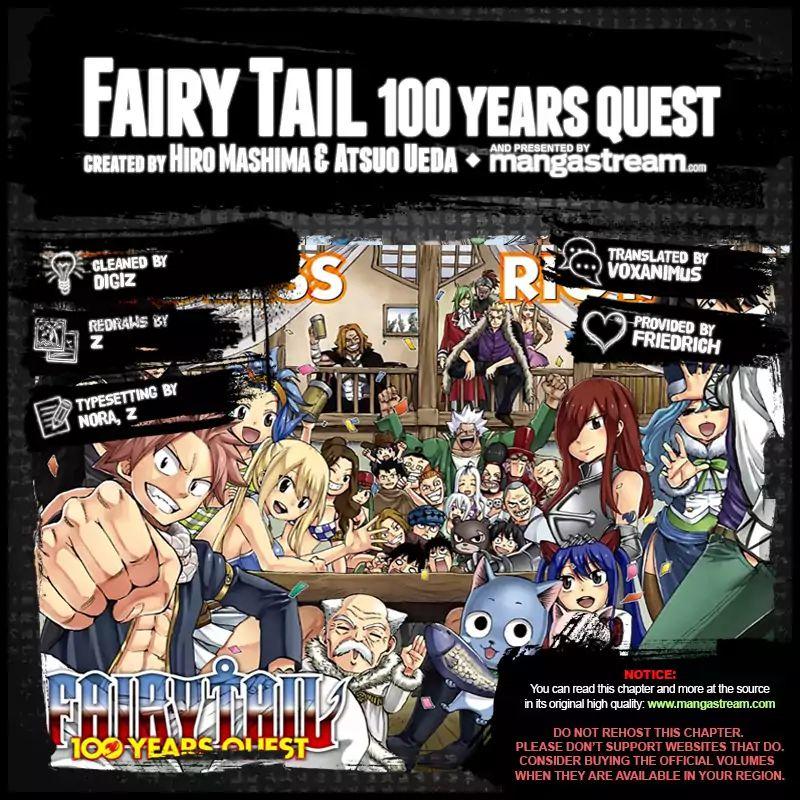 FAIRY TAIL 100 YEARS QUEST
CREATED BY HIRO MASHIMA & ATSUO UEDA ◆ AND PRESENTED BY mangastream.com
CLEANED BY
DIGIZ
REDRAWS BY
Z
TYPESETTING BY
NORA, Z
TRANSLATED BY
VOXANIMUS
PROVIDED BY
FRIEDRICH
FAIRY TAIL
100 YEARS QUEST
NOTICE:
You can read this chapter and more at the source
in its original high quality: www.mangastream.com
DO NOT REHOST THIS CHAPTER.
PLEASE DON'T SUPPORT WEBSITES THAT DO.
CONSIDER BUYING THE OFFICIAL VOLUMES
WHEN THEY ARE AVAILABLE IN YOUR REGION.